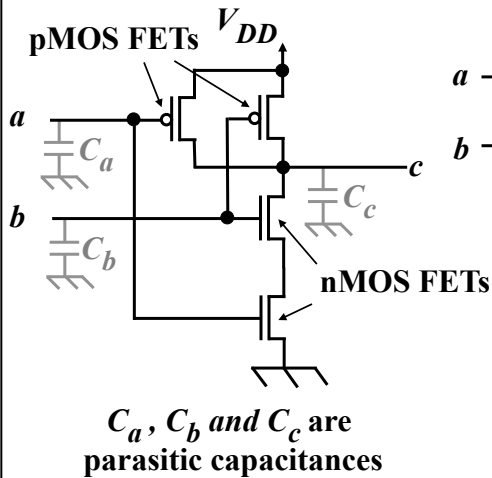 V_DD
pMOS FETs
a
C_a
a
b
c
C_c
b
C_b
nMOS FETs
C_a , C_b and C_c are
parasitic capacitances